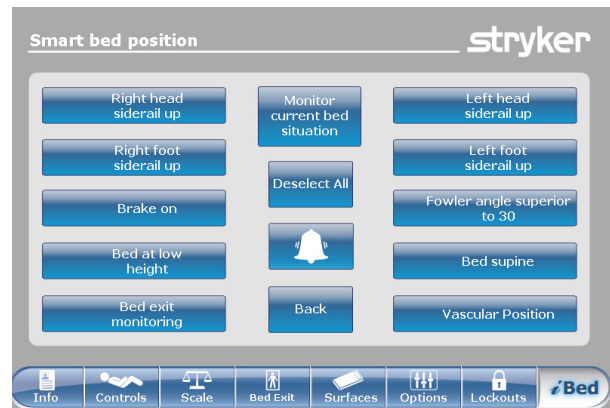 Smart bed position
stryker
Right head
siderail up
Monitor
current bed
situation
Left head
siderail up
Right foot
siderail up
Deselect All
Left foot
siderail up
Brake on
Fowler angle superior
to 30
Bed at low
height
Bed supine
Bed exit
monitoring
Back
Vascular Position
Info
Controls
Scale
Bed Exit
Surfaces
Options
Lockouts
iBed